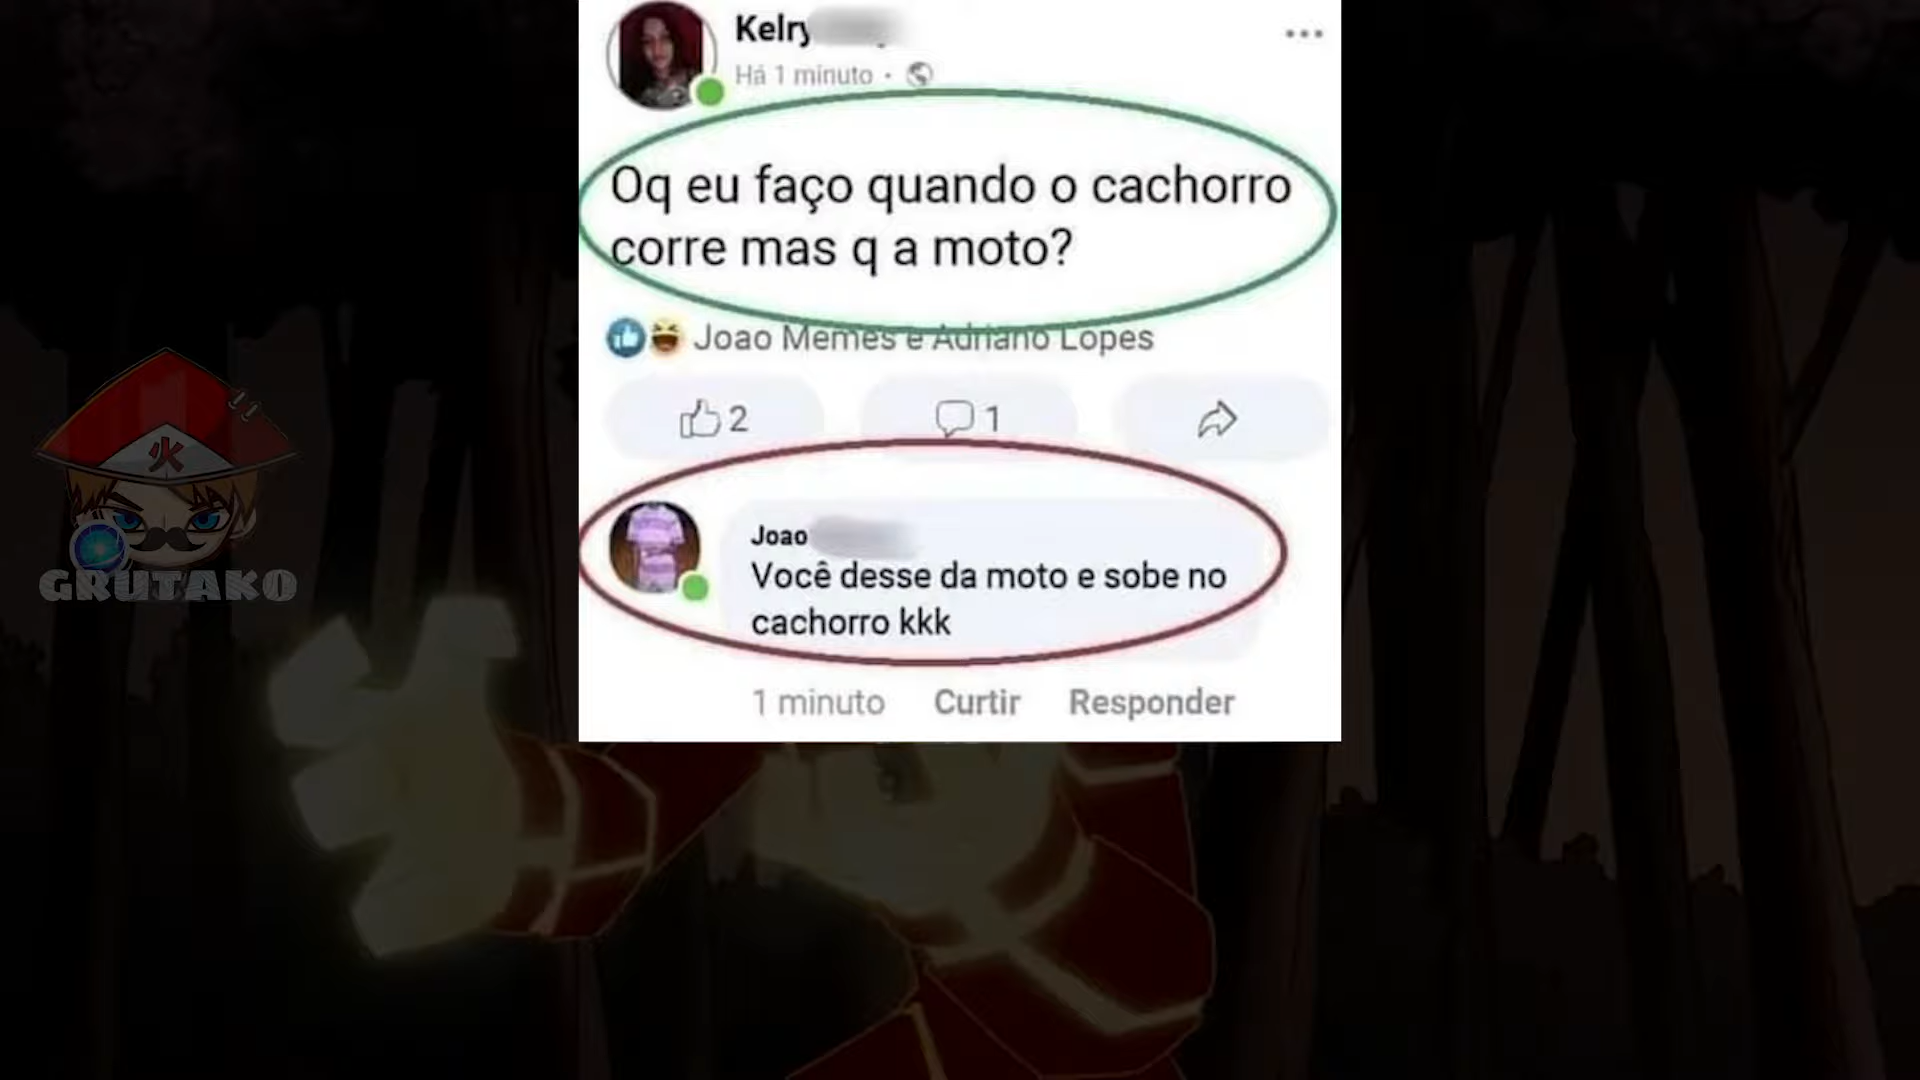 Kelry
Há 1 minuto ·
Oq eu faço quando o cachorro
corre mas q a moto?
Joao Memes e Adriano Lopes
2
1
火
GRUTAKO
Joao
Você desse da moto e sobe no
cachorro kkk
1 minuto Curtir Responder